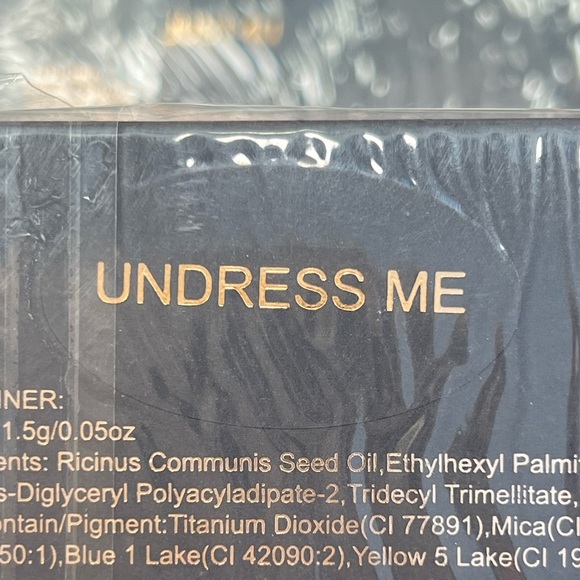 UNDRESS ME
INER:
1.5g/0.05oz
ents: Ricinus Communis Seed Oil,Ethylhexyl Palmit
s-Diglyceryl Polyacyladipate-2,Tridecyl Trimellitate,
ontain/Pigment:Titanium Dioxide(CI 77891),Mica(CI
50:1),Blue 1 Lake(CI 42090:2),Yellow 5 Lake(CI 19